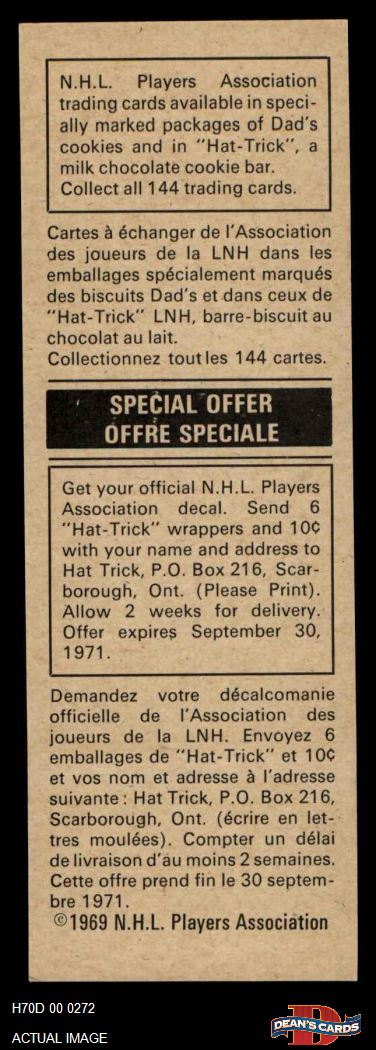 N.H.L. Players Association
trading cards available in speci-
ally marked packages of Dad's
cookies and in "Hat-Trick", a
milk chocolate cookie bar.
Collect all 144 trading cards.
Cartes à échanger de l'Association
des joueurs de la LNH dans les
emballages spécialement marqués
des biscuits Dad's et dans ceux de
"Hat-Trick" LNH, barre-biscuit au
chocolat au lait.
Collectionnez toutles 144 cartes.
SPECIAL OFFER
OFFRE SPECIALE
Get your official N.H.L. Players
Association decal. Send 6
"Hat-Trick" wrappers and 10¢
with your name and address to
Hat Trick, P.O. Box 216, Scar-
borough, Ont. (Please Print).
Allow 2 weeks for delivery.
Offer expires September 30,
1971.
Demandez votre décalcomanie
officielle de l'Association des
joueurs de la LNH. Envoyez 6
emballages de "Hat-Trick" et 10¢
et vos nom et adresse à l'adresse
suivante: Hat Trick, P.O. Box 216,
Scarborough, Ont. (écrire en let-
tres moulées). Compter un délai
de livraison d'au moins 2 semaines.
Cette offre prend fin le 30 septem-
bre 1971.
©1969 N.H.L. Players Association
H70D 00 0272
ACTUAL IMAGE
D
DEAN'S CARDS